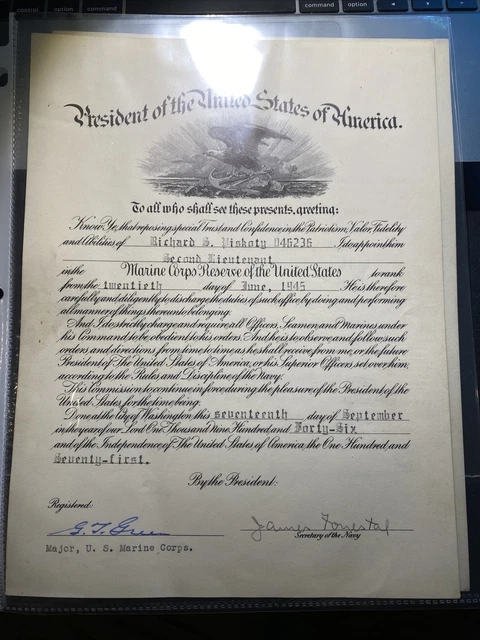 control option command command option
President of the United States of America.
To all who shall see these presents, greeting:
Know Ye, that reposing special Trust and Confidence in the Patriotism, Valor, Fidelity
and Abilities of Richard S. Piskoty 046236 I do appoint him
Second Lieutenant
in the Marine Corps Reserve of the United States to rank
from the twentieth day of June, 1945 He is therefore
carefully and diligently to discharge the duties of such office by doing and performing
all manner of things thereunto belonging.
And I do strictly charge and require all Officers, Seamen and Marines under
his Command to be obedient to his orders. And he is to observe and follow such
orders and directions from time to time as he shall receive from me, or the future
President of The United States of America, or his Superior Officers set over him,
according to the Rules and Discipline of the Navy.
This Commission to continue in force during the pleasure of the President of the
United States, for the time being.
Done at the City of Washington this seventeenth day of September
in the year of our Lord One Thousand Nine Hundred and Forty-Six
and of the Independence of The United States of America, the One Hundred and
Seventy-first.
By the President:
Registered:
G. T. Green James Forrestal
Major, U. S. Marine Corps. Secretary of the Navy